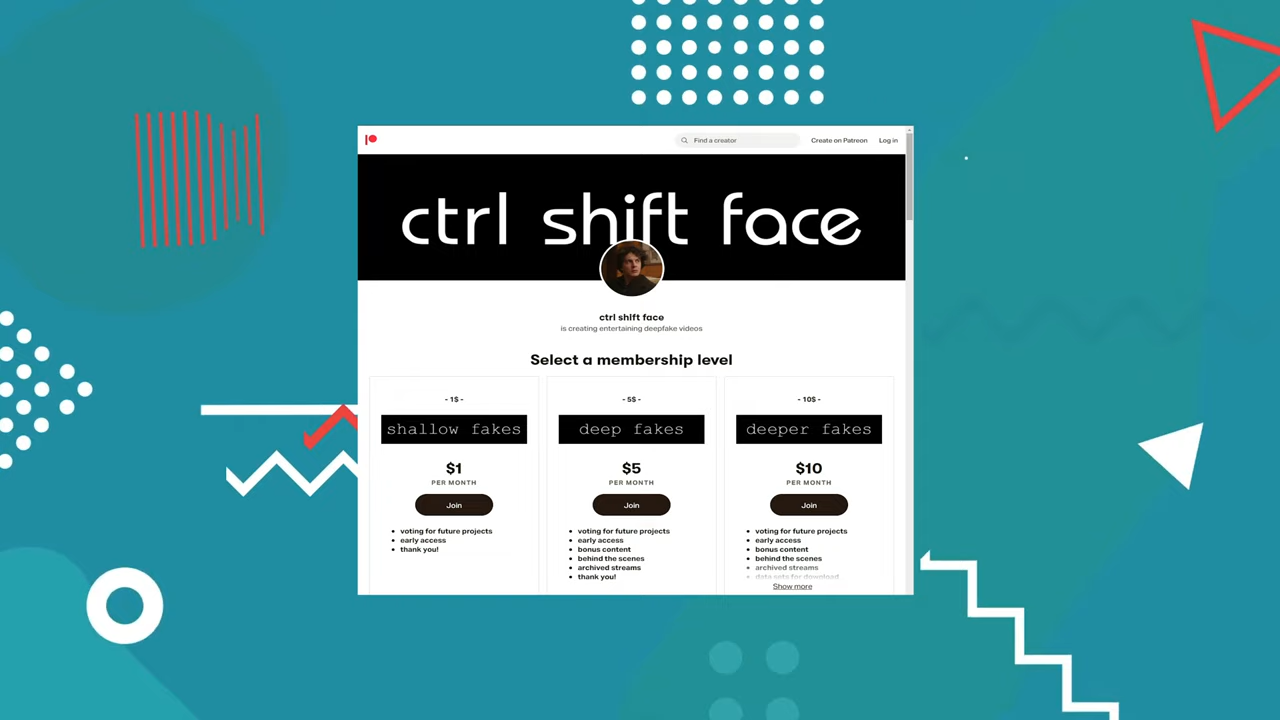 Find a creator
Create on Patreon
Log in
ctrl shift face
ctrl shift face
is creating entertaining deepfake videos
Select a membership level
- 1$ -
shallow fakes
$1
PER MONTH
Join
• voting for future projects
• early access
• thank you!
- 5$ -
deep fakes
$5
PER MONTH
Join
• voting for future projects
• early access
• bonus content
• behind the scenes
• archived streams
• thank you!
- 10$ -
deeper fakes
$10
PER MONTH
Join
• voting for future projects
• early access
• bonus content
• behind the scenes
• archived streams
• data sets for download
Show more